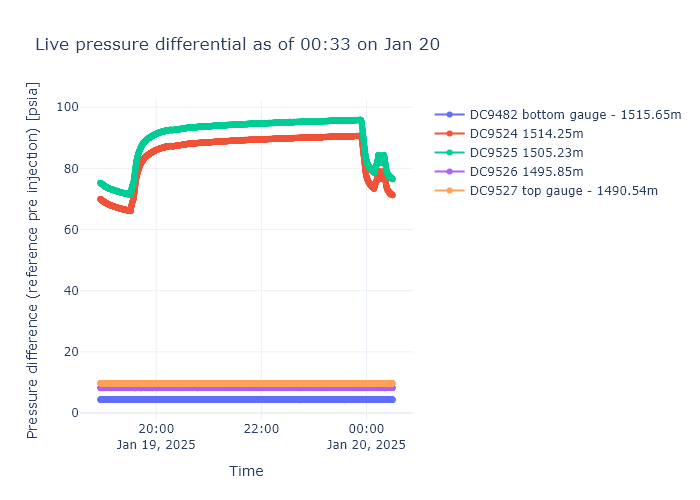 Live pressure differential as of 00:33 on Jan 20
Pressure difference (reference pre injection) [psia]
100
80
60
40
20
0
20:00
Jan 19, 2025
22:00
00:00
Jan 20, 2025
Time
DC9482 bottom gauge - 1515.65m
DC9524 1514.25m
DC9525 1505.23m
DC9526 1495.85m
DC9527 top gauge - 1490.54m